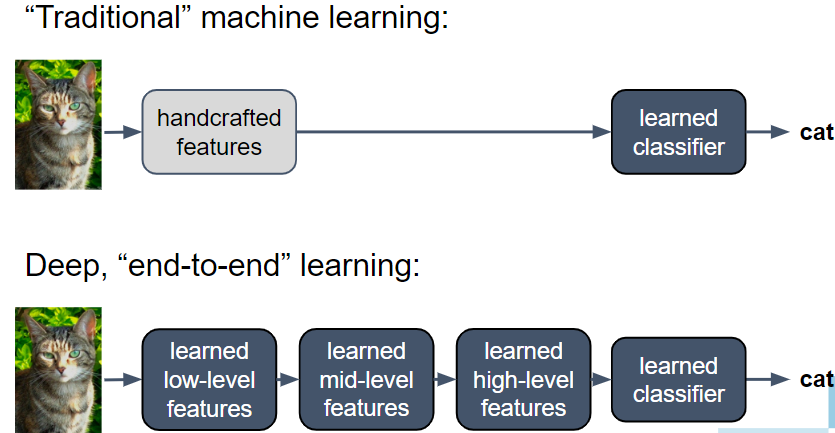 “Traditional” machine learning:
handcrafted
features
learned
classifier
cat
Deep, “end-to-end” learning:
learned
low-level
features
learned
mid-level
features
learned
high-level
features
learned
classifier
cat